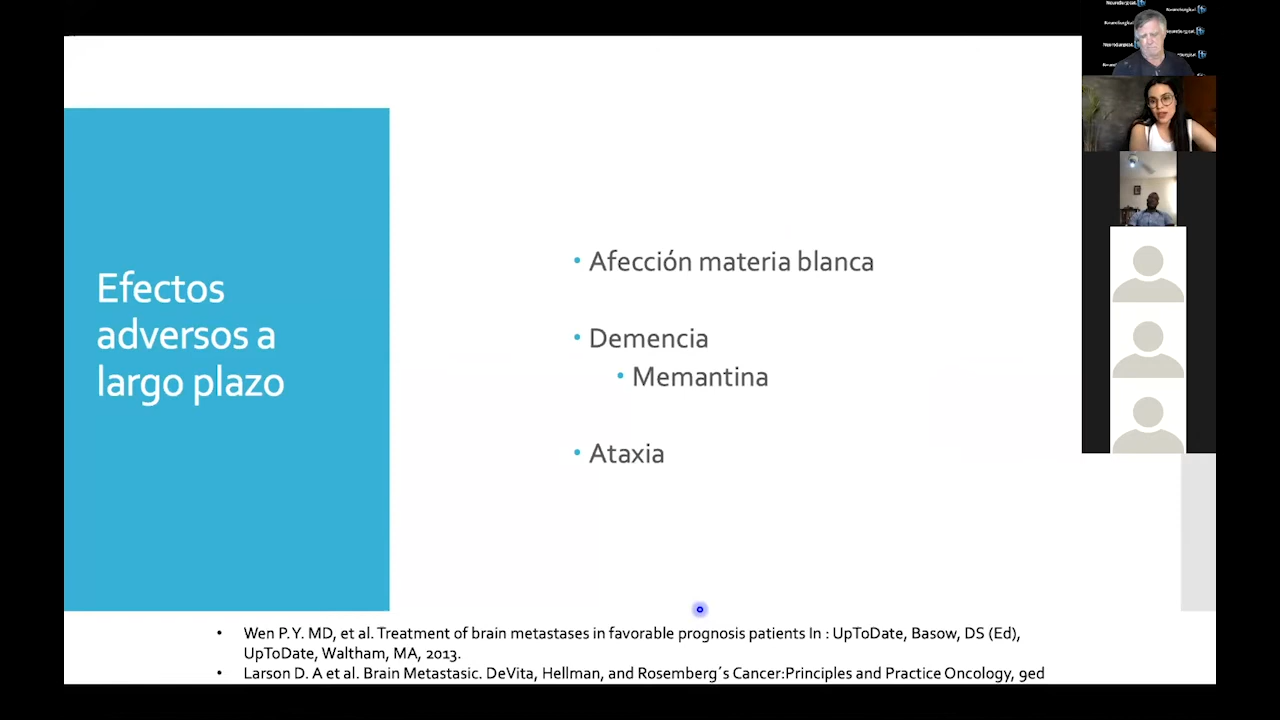 Efectos
adversos a
largo plazo
• Afección materia blanca
• Demencia
• Memantina
• Ataxia
• Wen P.Y. MD, et al. Treatment of brain metastases in favorable prognosis patients In : UpToDate, Basow, DS (Ed),
UpToDate, Waltham, MA, 2013.
• Larson D. A et al. Brain Metastasic. DeVita, Hellman, and Rosemberg´s Cancer:Principles and Practice Oncology, 9ed